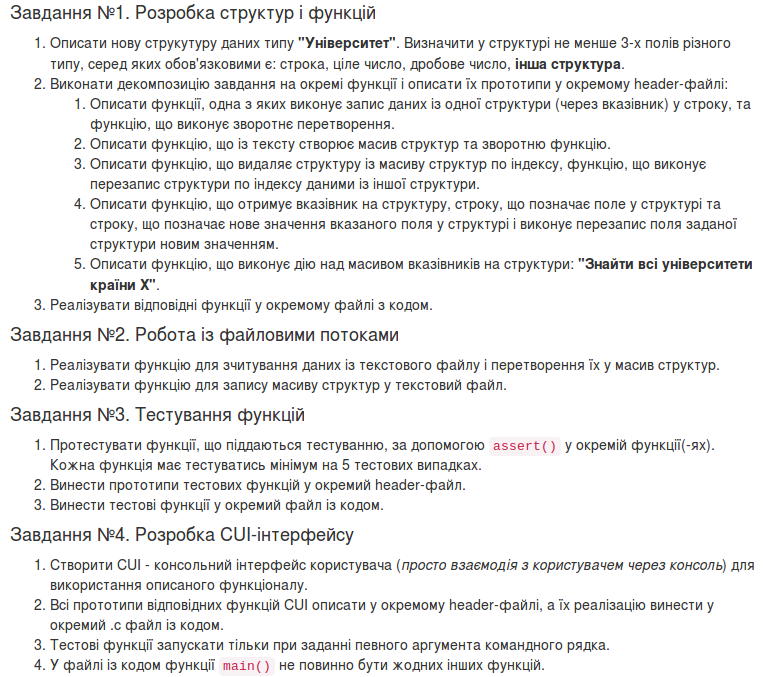 Завдання №1. Розробка структур і функцій
1. Описати нову струкутуру даних типу "Університет". Визначити у структурі не менше 3-х полів різного
типу, серед яких обов'язковими є: строка, ціле число, дробове число, інша структура.
2. Виконати декомпозицію завдання на окремі функції і описати їх прототипи у окремому header-файлі:
1. Описати функції, одна з яких виконує запис даних із одної структури (через вказівник) у строку, та
функцію, що виконує зворотнє перетворення.
2. Описати функцію, що із тексту створює масив структур та зворотню функцію.
3. Описати функцію, що видаляє структуру із масиву структур по індексу, функцію, що виконує
перезапис структури по індексу даними із іншої структури.
4. Описати функцію, що отримує вказівник на структуру, строку, що позначає поле у структурі та
строку, що позначає нове значення вказаного поля у структурі і виконує перезапис поля заданої
структури новим значенням.
5. Описати функцію, що виконує дію над масивом вказівників на структури: "Знайти всі університети
країни X".
3. Реалізувати відповідні функції у окремому файлі з кодом.
Завдання №2. Робота із файловими потоками
1. Реалізувати функцію для зчитування даних із текстового файлу і перетворення їх у масив структур.
2. Реалізувати функцію для запису масиву структур у текстовий файл.
Завдання №3. Тестування функцій
1. Протестувати функції, що піддаються тестуванню, за допомогою assert() у окремій функції(-ях).
Кожна функція має тестуватись мінімум на 5 тестових випадках.
2. Винести прототипи тестових функцій у окремий header-файл.
3. Винести тестові функції у окремий файл із кодом.
Завдання №4. Розробка CUI-інтерфейсу
1. Створити CUI - консольний інтерфейс користувача (просто взаємодія з користувачем через консоль) для
використання описаного функціоналу.
2. Всі прототипи відповідних функцій CUI описати у окремому header-файлі, а їх реалізацію винести у
окремий .c файл із кодом.
3. Тестові функції запускати тільки при заданні певного аргумента командного рядка.
4. У файлі із кодом функції main() не повинно бути жодних інших функцій.